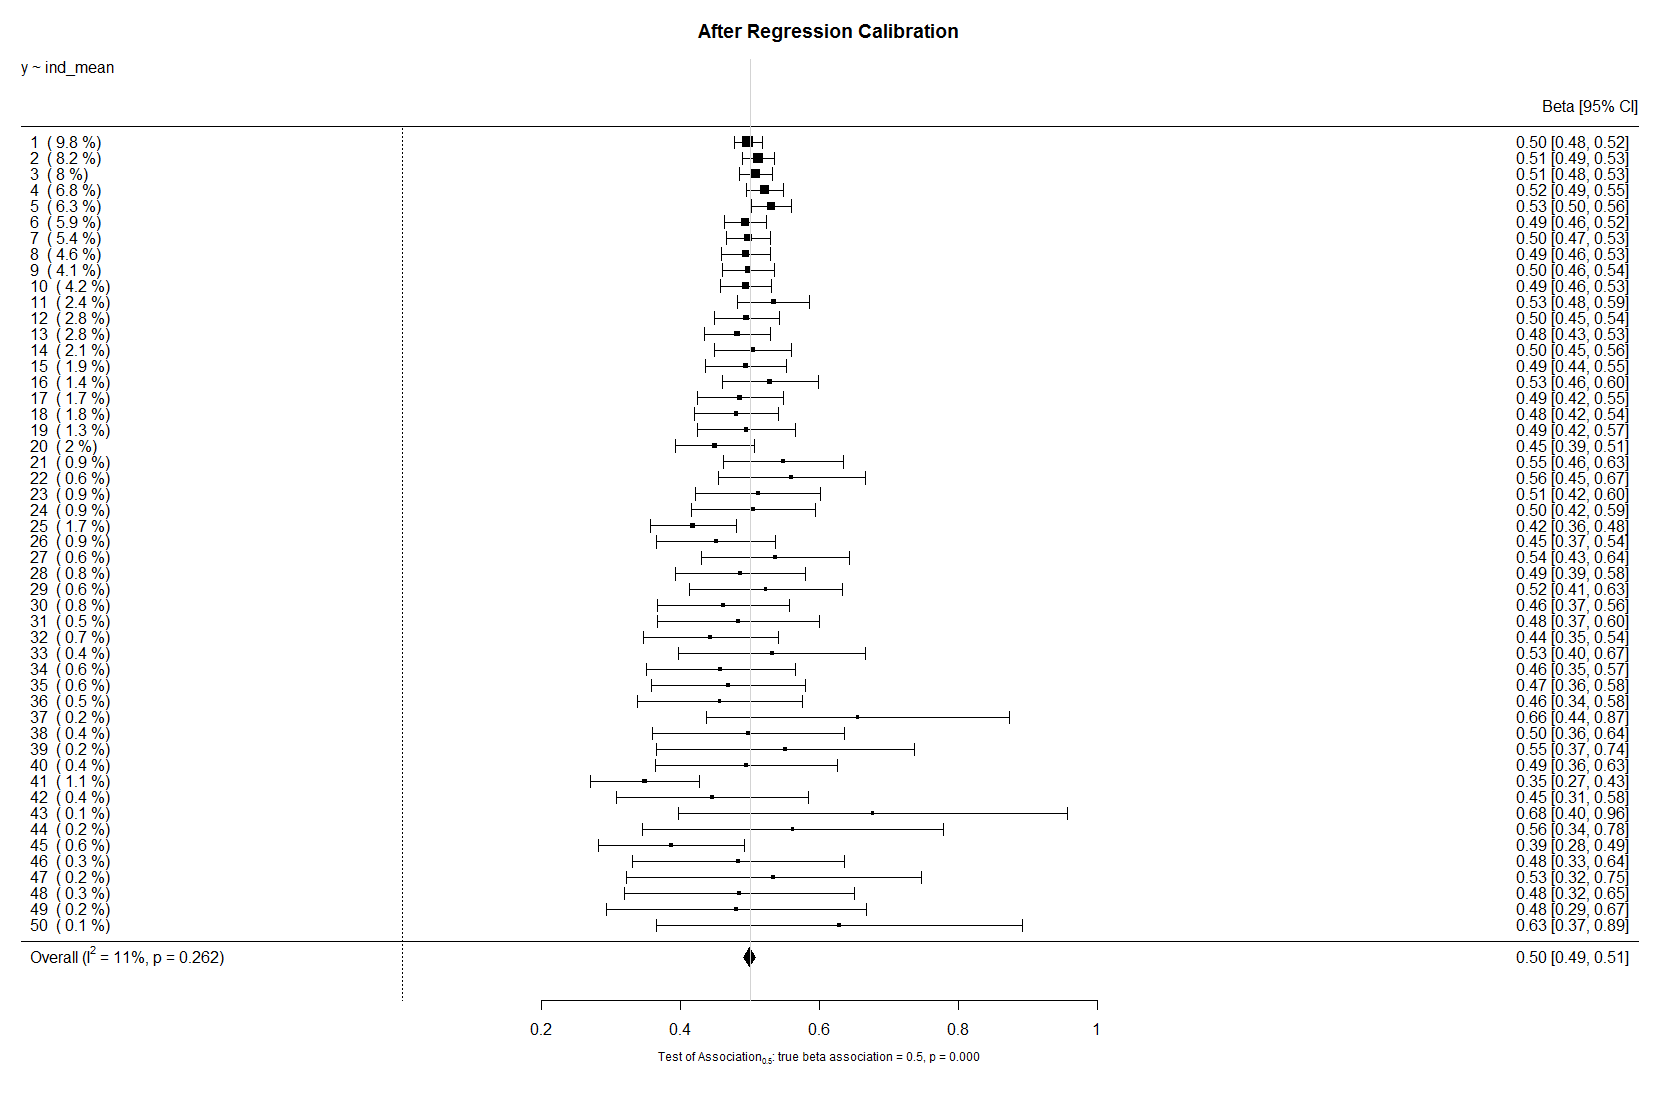 After Regression Calibration
y ~ ind_mean
Beta [95% CI]
1 ( 9.8 %) 0.50 [0.48, 0.52]
2 ( 8.2 %) 0.51 [0.49, 0.53]
3 ( 8 %) 0.51 [0.48, 0.53]
4 ( 6.8 %) 0.52 [0.49, 0.55]
5 ( 6.3 %) 0.53 [0.50, 0.56]
6 ( 5.9 %) 0.49 [0.46, 0.52]
7 ( 5.4 %) 0.50 [0.47, 0.53]
8 ( 4.6 %) 0.49 [0.46, 0.53]
9 ( 4.1 %) 0.50 [0.46, 0.54]
10 ( 4.2 %) 0.49 [0.46, 0.53]
11 ( 2.4 %) 0.53 [0.48, 0.59]
12 ( 2.8 %) 0.50 [0.45, 0.54]
13 ( 2.8 %) 0.48 [0.43, 0.53]
14 ( 2.1 %) 0.50 [0.45, 0.56]
15 ( 1.9 %) 0.49 [0.44, 0.55]
16 ( 1.4 %) 0.53 [0.46, 0.60]
17 ( 1.7 %) 0.49 [0.42, 0.55]
18 ( 1.8 %) 0.48 [0.42, 0.54]
19 ( 1.3 %) 0.49 [0.42, 0.57]
20 ( 2 %) 0.45 [0.39, 0.51]
21 ( 0.9 %) 0.55 [0.46, 0.63]
22 ( 0.6 %) 0.56 [0.45, 0.67]
23 ( 0.9 %) 0.51 [0.42, 0.60]
24 ( 0.9 %) 0.50 [0.42, 0.59]
25 ( 1.7 %) 0.42 [0.36, 0.48]
26 ( 0.9 %) 0.45 [0.37, 0.54]
27 ( 0.6 %) 0.54 [0.43, 0.64]
28 ( 0.8 %) 0.49 [0.39, 0.58]
29 ( 0.6 %) 0.52 [0.41, 0.63]
30 ( 0.8 %) 0.46 [0.37, 0.56]
31 ( 0.5 %) 0.48 [0.37, 0.60]
32 ( 0.7 %) 0.44 [0.35, 0.54]
33 ( 0.4 %) 0.53 [0.40, 0.67]
34 ( 0.6 %) 0.46 [0.35, 0.57]
35 ( 0.6 %) 0.47 [0.36, 0.58]
36 ( 0.5 %) 0.46 [0.34, 0.58]
37 ( 0.2 %) 0.66 [0.44, 0.87]
38 ( 0.4 %) 0.50 [0.36, 0.64]
39 ( 0.2 %) 0.55 [0.37, 0.74]
40 ( 0.4 %) 0.49 [0.36, 0.63]
41 ( 1.1 %) 0.35 [0.27, 0.43]
42 ( 0.4 %) 0.45 [0.31, 0.58]
43 ( 0.1 %) 0.68 [0.40, 0.96]
44 ( 0.2 %) 0.56 [0.34, 0.78]
45 ( 0.6 %) 0.39 [0.28, 0.49]
46 ( 0.3 %) 0.48 [0.33, 0.64]
47 ( 0.2 %) 0.53 [0.32, 0.75]
48 ( 0.3 %) 0.48 [0.32, 0.65]
49 ( 0.2 %) 0.48 [0.29, 0.67]
50 ( 0.1 %) 0.63 [0.37, 0.89]
Overall (I² = 11%, p = 0.262) 0.50 [0.49, 0.51]
0.2 0.4 0.6 0.8 1
Test of Association₀.₅: true beta association = 0.5, p = 0.000